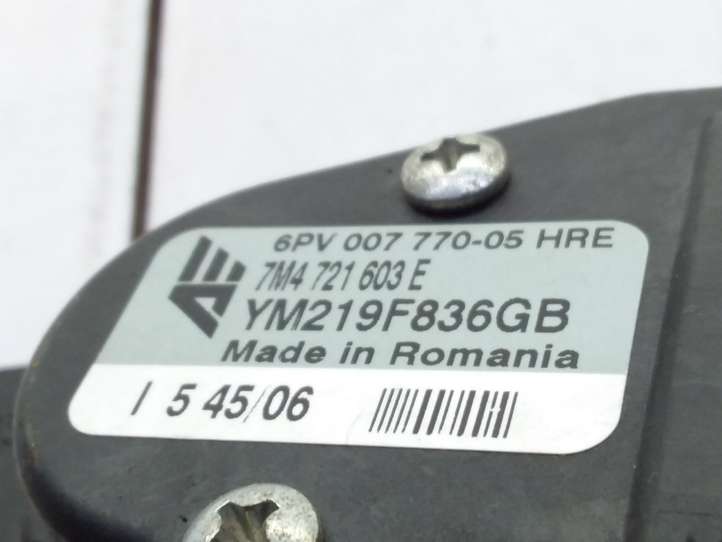 6PV 007 770-05 HRE
7M4 721 603 E
YM219F836GB
Made in Romania
I 5 45/06